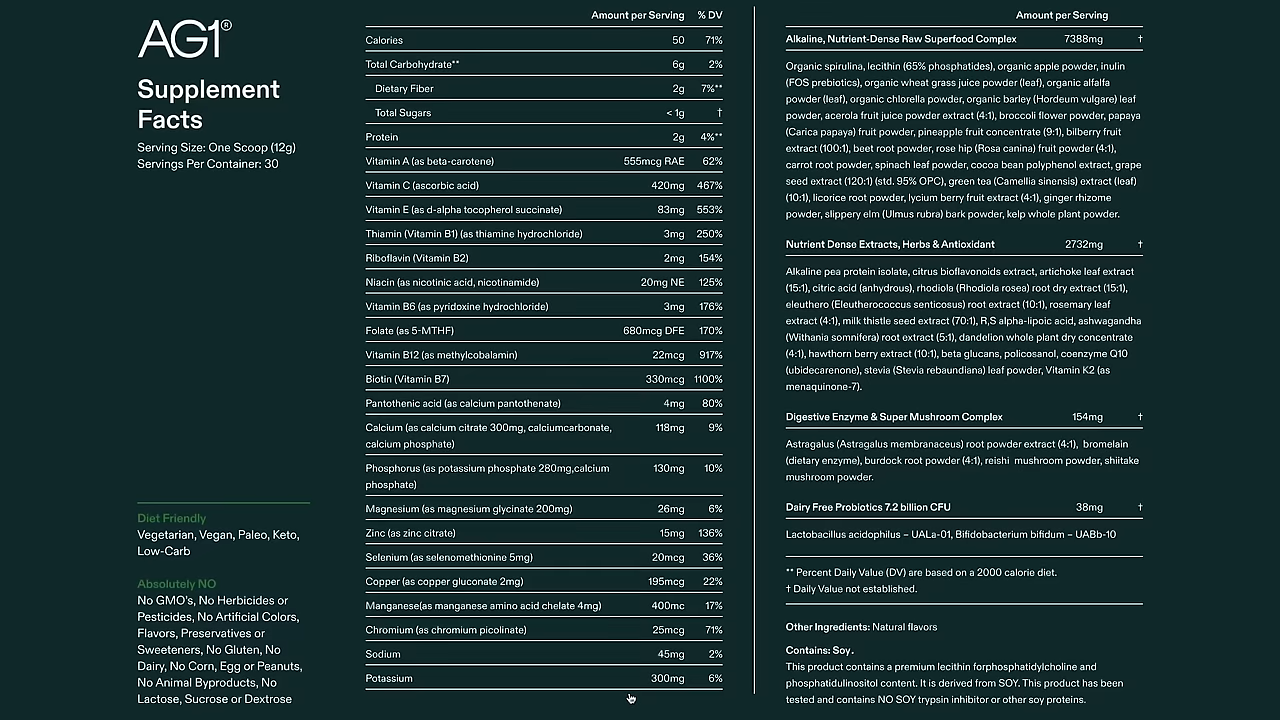 AG1®
Supplement
Facts
Serving Size: One Scoop (12g)
Servings Per Container: 30
Diet Friendly
Vegetarian, Vegan, Paleo, Keto,
Low-Carb
Absolutely NO
No GMO's, No Herbicides or
Pesticides, No Artificial Colors,
Flavors, Preservatives or
Sweeteners, No Gluten, No
Dairy, No Corn, Egg or Peanuts,
No Animal Byproducts, No
Lactose, Sucrose or Dextrose
Amount per Serving % DV
Calories 50 71%
Total Carbohydrate** 6g 2%
Dietary Fiber 2g 7%**
Total Sugars < 1g †
Protein 2g 4%**
Vitamin A (as beta-carotene) 555mcg RAE 62%
Vitamin C (ascorbic acid) 420mg 467%
Vitamin E (as d-alpha tocopherol succinate) 83mg 553%
Thiamin (Vitamin B1) (as thiamine hydrochloride) 3mg 250%
Riboflavin (Vitamin B2) 2mg 154%
Niacin (as nicotinic acid, nicotinamide) 20mg NE 125%
Vitamin B6 (as pyridoxine hydrochloride) 3mg 176%
Folate (as 5-MTHF) 680mcg DFE 170%
Vitamin B12 (as methylcobalamin) 22mcg 917%
Biotin (Vitamin B7) 330mcg 1100%
Pantothenic acid (as calcium pantothenate) 4mg 80%
Calcium (as calcium citrate 300mg, calciumcarbonate, 118mg 9%
calcium phosphate)
Phosphorus (as potassium phosphate 280mg,calcium 130mg 10%
phosphate)
Magnesium (as magnesium glycinate 200mg) 26mg 6%
Zinc (as zinc citrate) 15mg 136%
Selenium (as selenomethionine 5mg) 20mcg 36%
Copper (as copper gluconate 2mg) 195mcg 22%
Manganese(as manganese amino acid chelate 4mg) 400mc 17%
Chromium (as chromium picolinate) 25mcg 71%
Sodium 45mg 2%
Potassium 300mg 6%
Amount per Serving
Alkaline, Nutrient-Dense Raw Superfood Complex 7388mg †
Organic spirulina, lecithin (65% phosphatides), organic apple powder, inulin
(FOS prebiotics), organic wheat grass juice powder (leaf), organic alfalfa
powder (leaf), organic chlorella powder, organic barley (Hordeum vulgare) leaf
powder, acerola fruit juice powder extract (4:1), broccoli flower powder, papaya
(Carica papaya) fruit powder, pineapple fruit concentrate (9:1), bilberry fruit
extract (100:1), beet root powder, rose hip (Rosa canina) fruit powder (4:1),
carrot root powder, spinach leaf powder, cocoa bean polyphenol extract, grape
seed extract (120:1) (std. 95% OPC), green tea (Camellia sinensis) extract (leaf)
(10:1), licorice root powder, lycium berry fruit extract (4:1), ginger rhizome
powder, slippery elm (Ulmus rubra) bark powder, kelp whole plant powder.
Nutrient Dense Extracts, Herbs & Antioxidant 2732mg †
Alkaline pea protein isolate, citrus bioflavonoids extract, artichoke leaf extract
(15:1), citric acid (anhydrous), rhodiola (Rhodiola rosea) root dry extract (15:1),
eleuthero (Eleutherococcus senticosus) root extract (10:1), rosemary leaf
extract (4:1), milk thistle seed extract (70:1), R,S alpha-lipoic acid, ashwagandha
(Withania somnifera) root extract (5:1), dandelion whole plant dry concentrate
(4:1), hawthorn berry extract (10:1), beta glucans, policosanol, coenzyme Q10
(ubidecarenone), stevia (Stevia rebaundiana) leaf powder, Vitamin K2 (as
menaquinone-7).
Digestive Enzyme & Super Mushroom Complex 154mg †
Astragalus (Astragalus membranaceus) root powder extract (4:1), bromelain
(dietary enzyme), burdock root powder (4:1), reishi mushroom powder, shiitake
mushroom powder.
Dairy Free Probiotics 7.2 billion CFU 38mg †
Lactobacillus acidophilus – UALa-01, Bifidobacterium bifidum – UABb-10
** Percent Daily Value (DV) are based on a 2000 calorie diet.
† Daily Value not established.
Other Ingredients: Natural flavors
Contains: Soy.
This product contains a premium lecithin forphosphatidylcholine and
phosphatidulinositol content. It is derived from SOY. This product has been
tested and contains NO SOY trypsin inhibitor or other soy proteins.